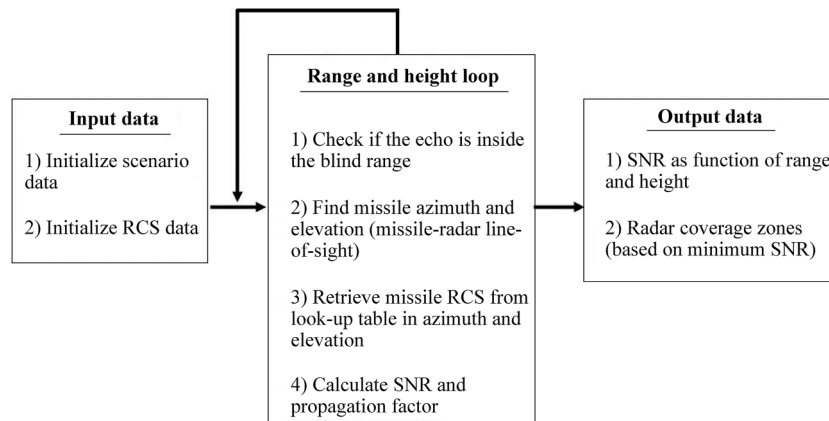 Input data
1) Initialize scenario
data
2) Initialize RCS data
Range and height loop
1) Check if the echo is inside
the blind range
2) Find missile azimuth and
elevation (missile-radar line-
of-sight)
3) Retrieve missile RCS from
look-up table in azimuth and
elevation
4) Calculate SNR and
propagation factor
Output data
1) SNR as function of range
and height
2) Radar coverage zones
(based on minimum SNR)